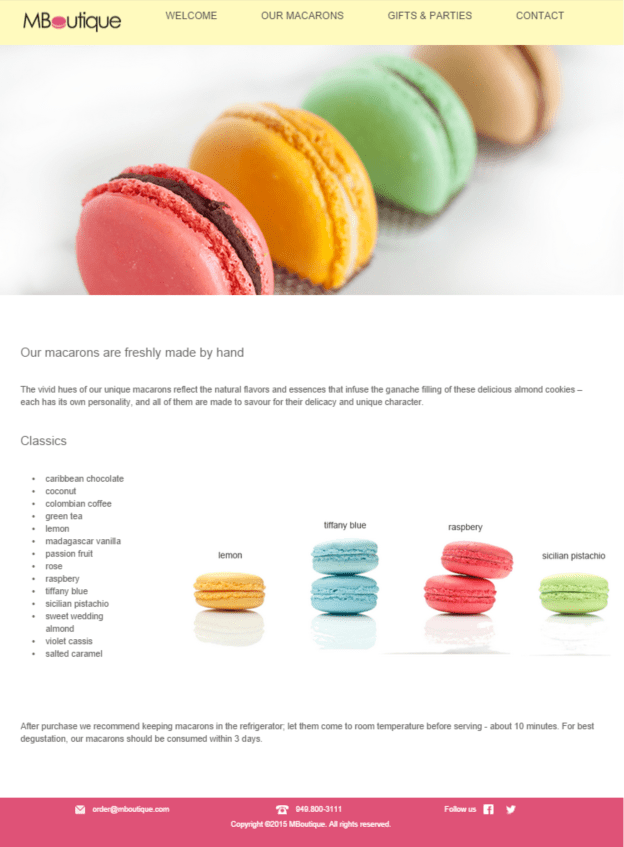 MBoutique
WELCOME
OUR MACARONS
GIFTS & PARTIES
CONTACT
Our macarons are freshly made by hand
The vivid hues of our unique macarons reflect the natural flavors and essences that infuse the ganache filling of these delicious almond cookies –
each has its own personality, and all of them are made to savour for their delicacy and unique character.
Classics
• caribbean chocolate
• coconut
• colombian coffee
• green tea
• lemon
• madagascar vanilla
• passion fruit
• rose
• raspbery
• tiffany blue
• sicilian pistachio
• sweet wedding
almond
• violet cassis
• salted caramel
lemon
tiffany blue
raspbery
sicilian pistachio
After purchase we recommend keeping macarons in the refrigerator; let them come to room temperature before serving - about 10 minutes. For best
degustation, our macarons should be consumed within 3 days.
order@mboutique.com
949.800-3111
Follow us
Copyright ©2015 MBoutique. All rights reserved.